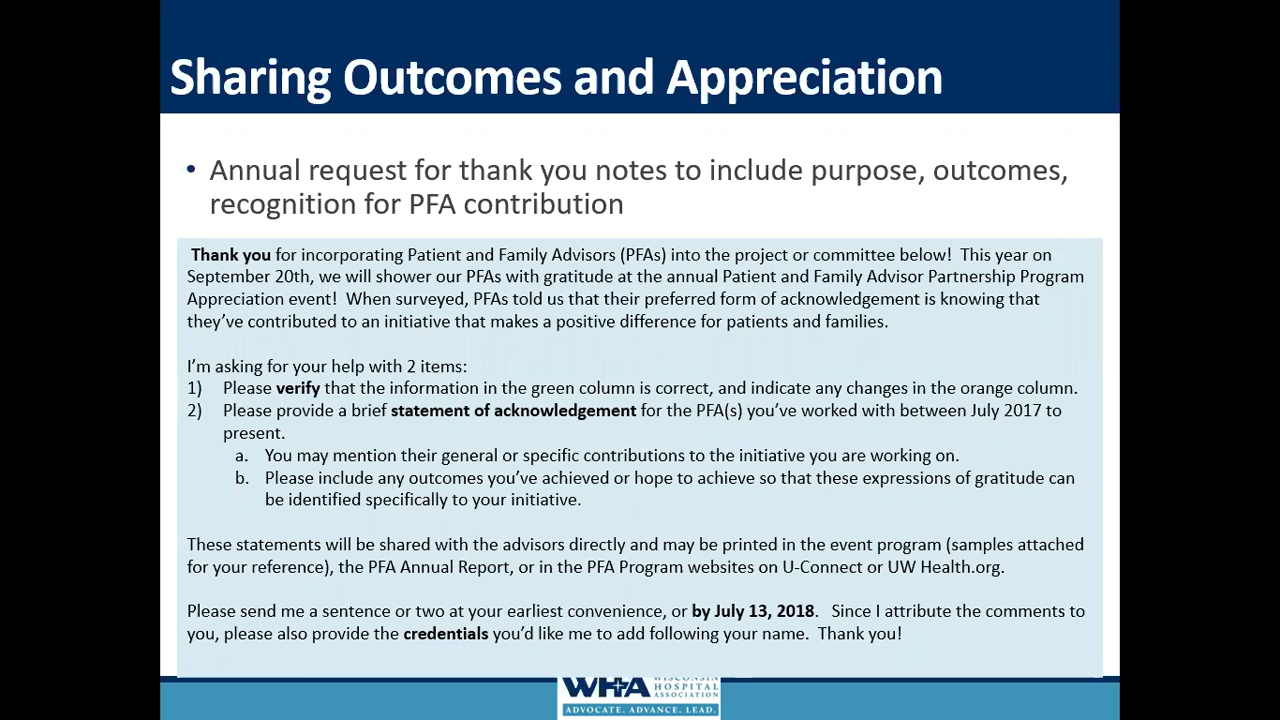 Sharing Outcomes and Appreciation
• Annual request for thank you notes to include purpose, outcomes,
recognition for PFA contribution
Thank you for incorporating Patient and Family Advisors (PFAs) into the project or committee below! This year on
September 20th, we will shower our PFAs with gratitude at the annual Patient and Family Advisor Partnership Program
Appreciation event! When surveyed, PFAs told us that their preferred form of acknowledgement is knowing that
they've contributed to an initiative that makes a positive difference for patients and families.
I'm asking for your help with 2 items:
1) Please verify that the information in the green column is correct, and indicate any changes in the orange column.
2) Please provide a brief statement of acknowledgement for the PFA(s) you've worked with between July 2017 to
present.
a. You may mention their general or specific contributions to the initiative you are working on.
b. Please include any outcomes you've achieved or hope to achieve so that these expressions of gratitude can
be identified specifically to your initiative.
These statements will be shared with the advisors directly and may be printed in the event program (samples attached
for your reference), the PFA Annual Report, or in the PFA Program websites on U-Connect or UW Health.org.
Please send me a sentence or two at your earliest convenience, or by July 13, 2018. Since I attribute the comments to
you, please also provide the credentials you'd like me to add following your name. Thank you!
WHA WISCONSIN
HOSPITAL
ASSOCIATION
ADVOCATE. ADVANCE. LEAD.